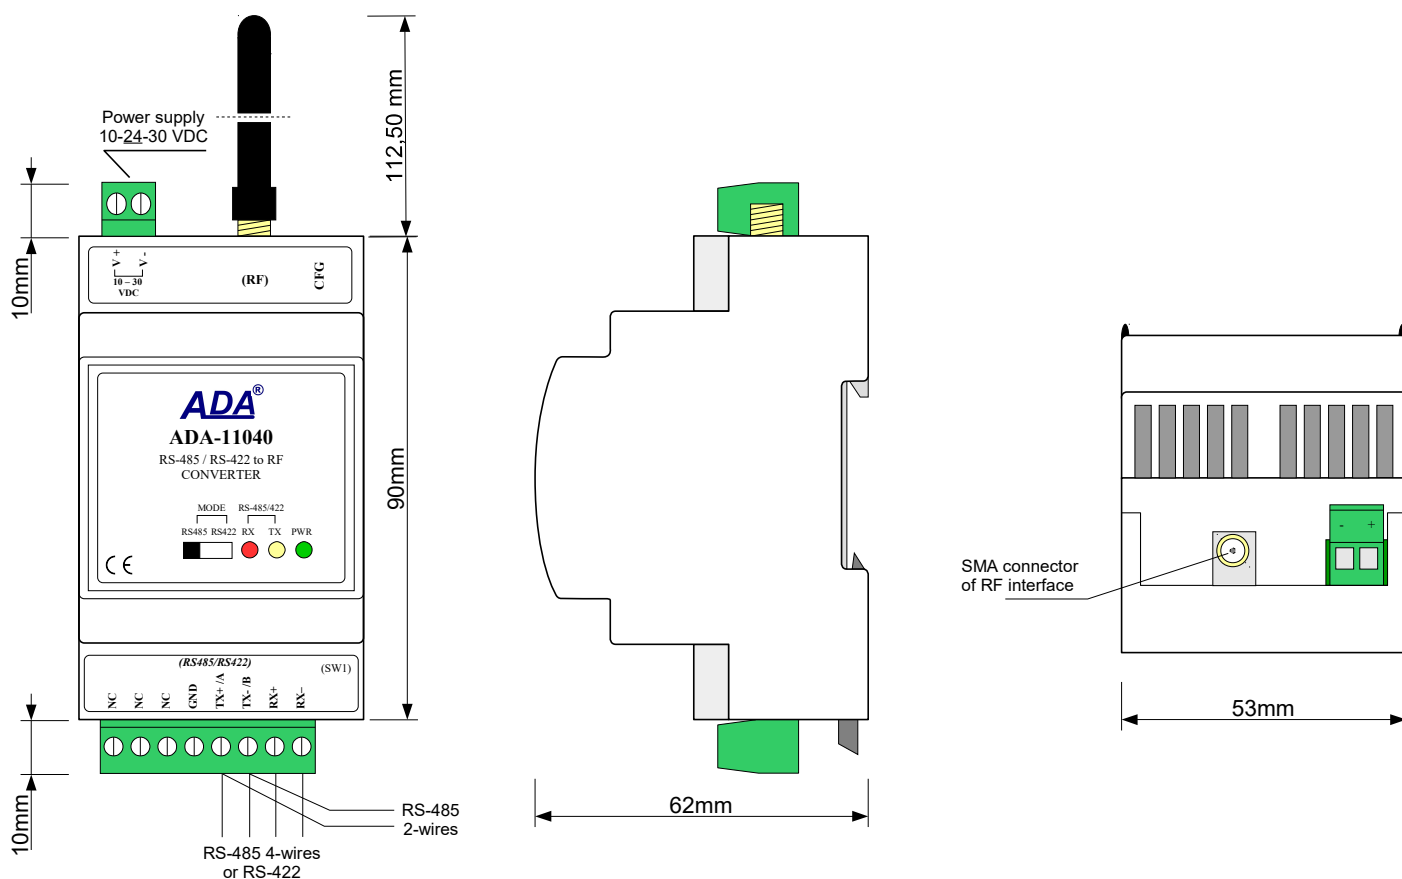 Power supply
10-24-30 VDC
112,50 mm
10mm
V +
V -
10 – 30
VDC
(RF)
CFG
ADA®
ADA-11040
RS-485 / RS-422 to RF
CONVERTER
MODE
RS-485/422
RS485 RS422 RX TX PWR
CE
90mm
(RS485/RS422)
(SW1)
NC
NC
NC
GND
TX+ /A
TX- /B
RX+
RX–
10mm
RS-485
2-wires
RS-485 4-wires
or RS-422
62mm
SMA connector
of RF interface
- +
53mm